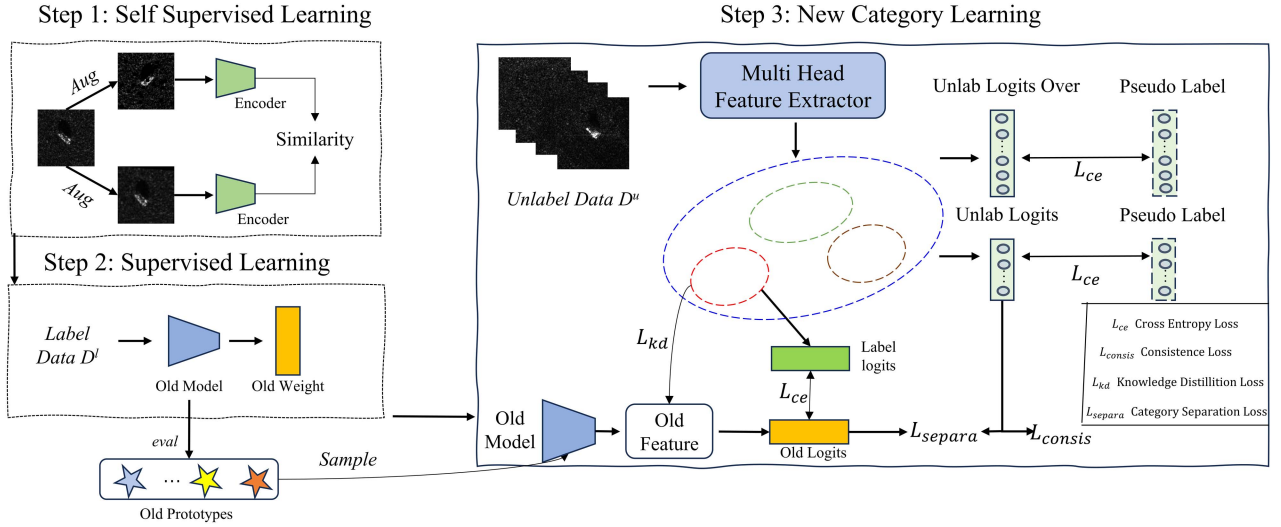 Step 1: Self Supervised Learning
Aug
Encoder
Similarity
Aug
Encoder
Step 2: Supervised Learning
Label
Data Dˡ
Old Model
Old Weight
eval
...
Old Prototypes
Sample
Step 3: New Category Learning
Unlabel Data Dᵘ
Multi Head
Feature Extractor
Unlab Logits Over
Pseudo Label
L_ce
Unlab Logits
Pseudo Label
L_ce
L_kd
Label
logits
L_ce
Old
Model
Old
Feature
Old Logits
L_separa
L_consis
L_ce Cross Entropy Loss
L_consis Consistence Loss
L_kd Knowledge Distillition Loss
L_separa Category Separation Loss